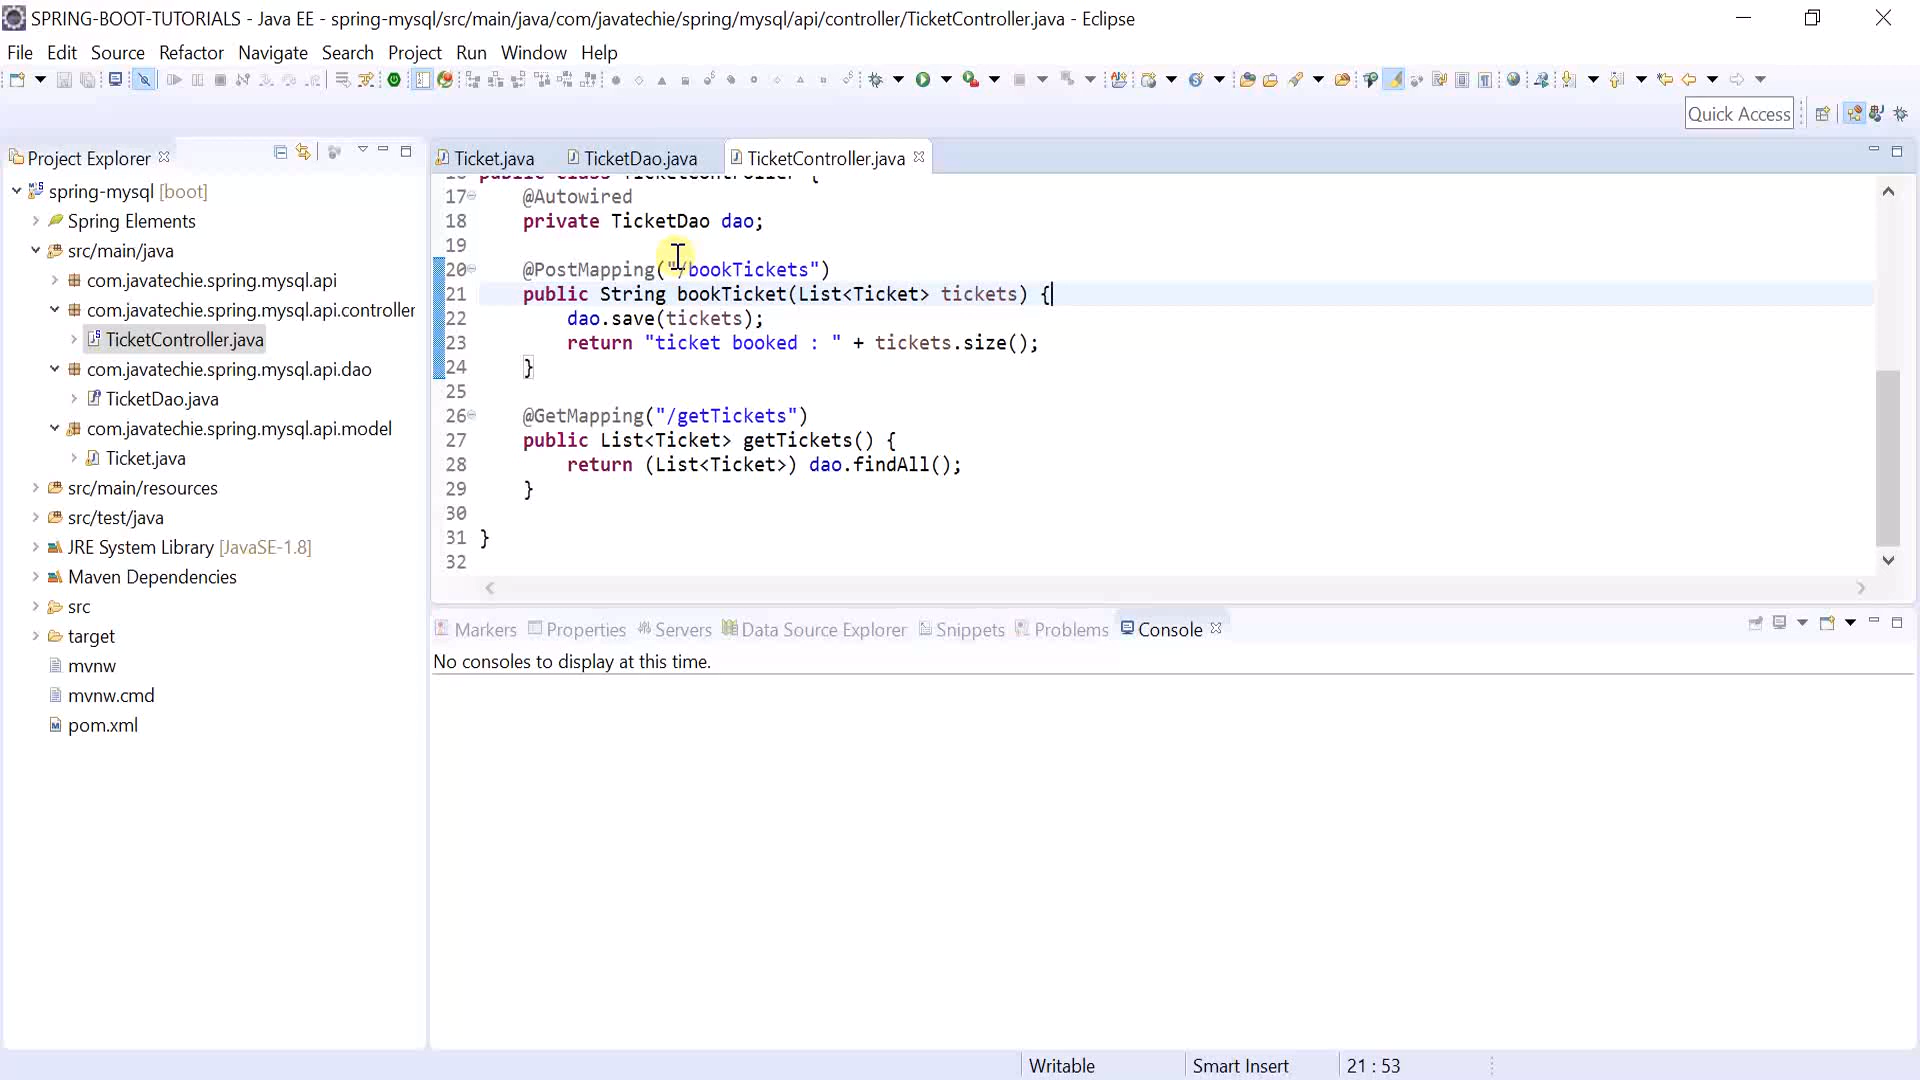 SPRING-BOOT-TUTORIALS - Java EE - spring-mysql/src/main/java/com/javatechie/spring/mysql/api/controller/TicketController.java - Eclipse
File Edit Source Refactor Navigate Search Project Run Window Help
Quick Access
Project Explorer
spring-mysql [boot]
Spring Elements
src/main/java
com.javatechie.spring.mysql.api
com.javatechie.spring.mysql.api.controller
TicketController.java
com.javatechie.spring.mysql.api.dao
TicketDao.java
com.javatechie.spring.mysql.api.model
Ticket.java
src/main/resources
src/test/java
JRE System Library [JavaSE-1.8]
Maven Dependencies
src
target
mvnw
mvnw.cmd
pom.xml
Ticket.java TicketDao.java TicketController.java
16 public class TicketController {
17 @Autowired
18 private TicketDao dao;
19
20 @PostMapping("/bookTickets")
21 public String bookTicket(List<Ticket> tickets) {
22 dao.save(tickets);
23 return "ticket booked : " + tickets.size();
24 }
25
26 @GetMapping("/getTickets")
27 public List<Ticket> getTickets() {
28 return (List<Ticket>) dao.findAll();
29 }
30
31 }
32
Markers Properties Servers Data Source Explorer Snippets Problems Console
No consoles to display at this time.
Writable Smart Insert 21 : 53